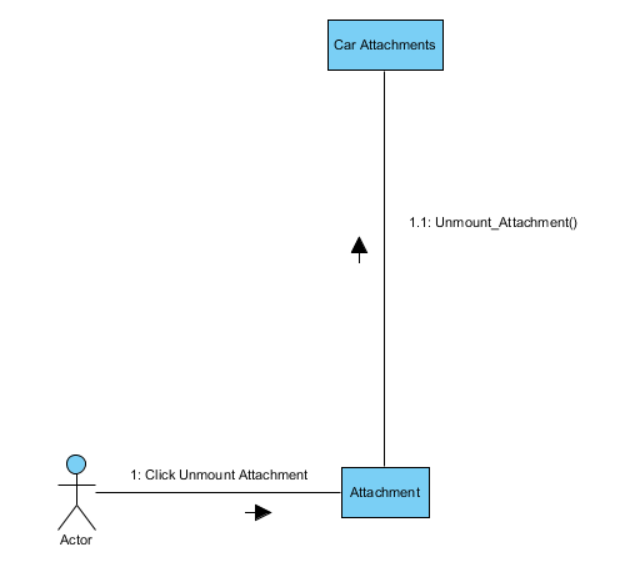 Car Attachments
1.1: Unmount_Attachment()
1: Click Unmount Attachment
Attachment
Actor